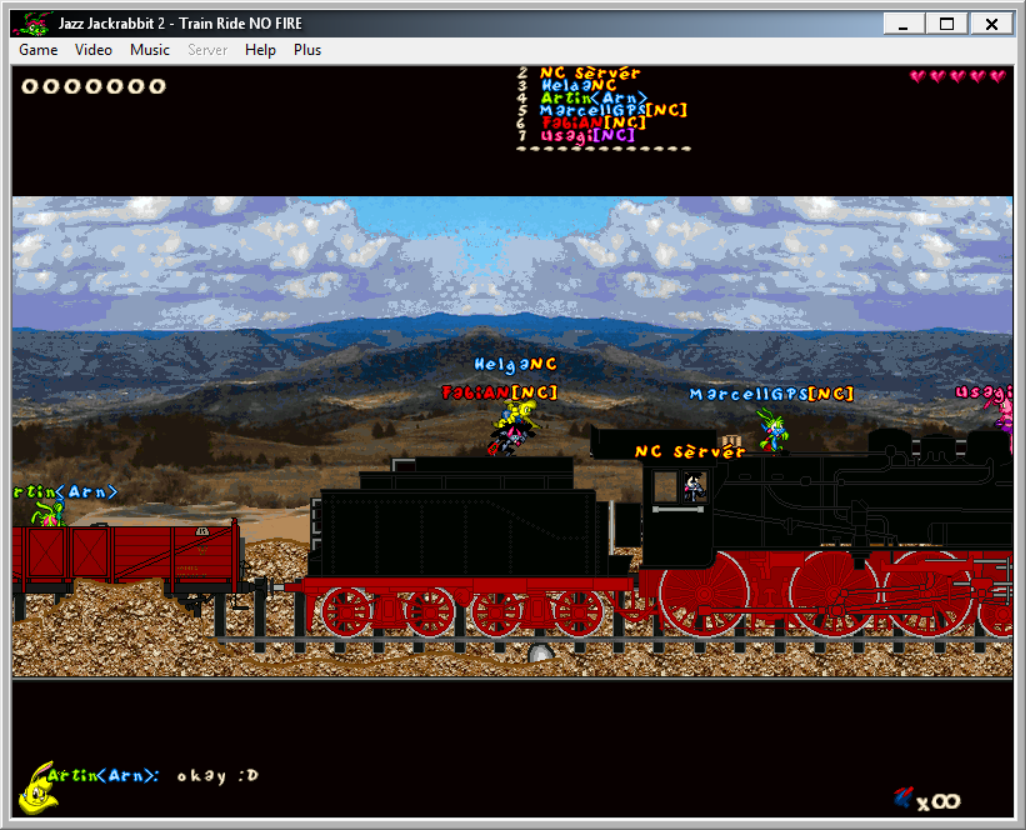 Jazz Jackrabbit 2 - Train Ride NO FIRE
Game Video Music Server Help Plus
0000000
2 NC Sèrvér
3 HelgaNC
4 Artin<Arn>
5 MarcellGPS[NC]
6 FabiAN[NC]
7 Usagi[NC]
------------
HelgaNC
FabiAN[NC]
MarcellGPS[NC]
Usagi
NC Sèrvér
rtin<Arn>
Artin<Arn>: okay :D
x∞